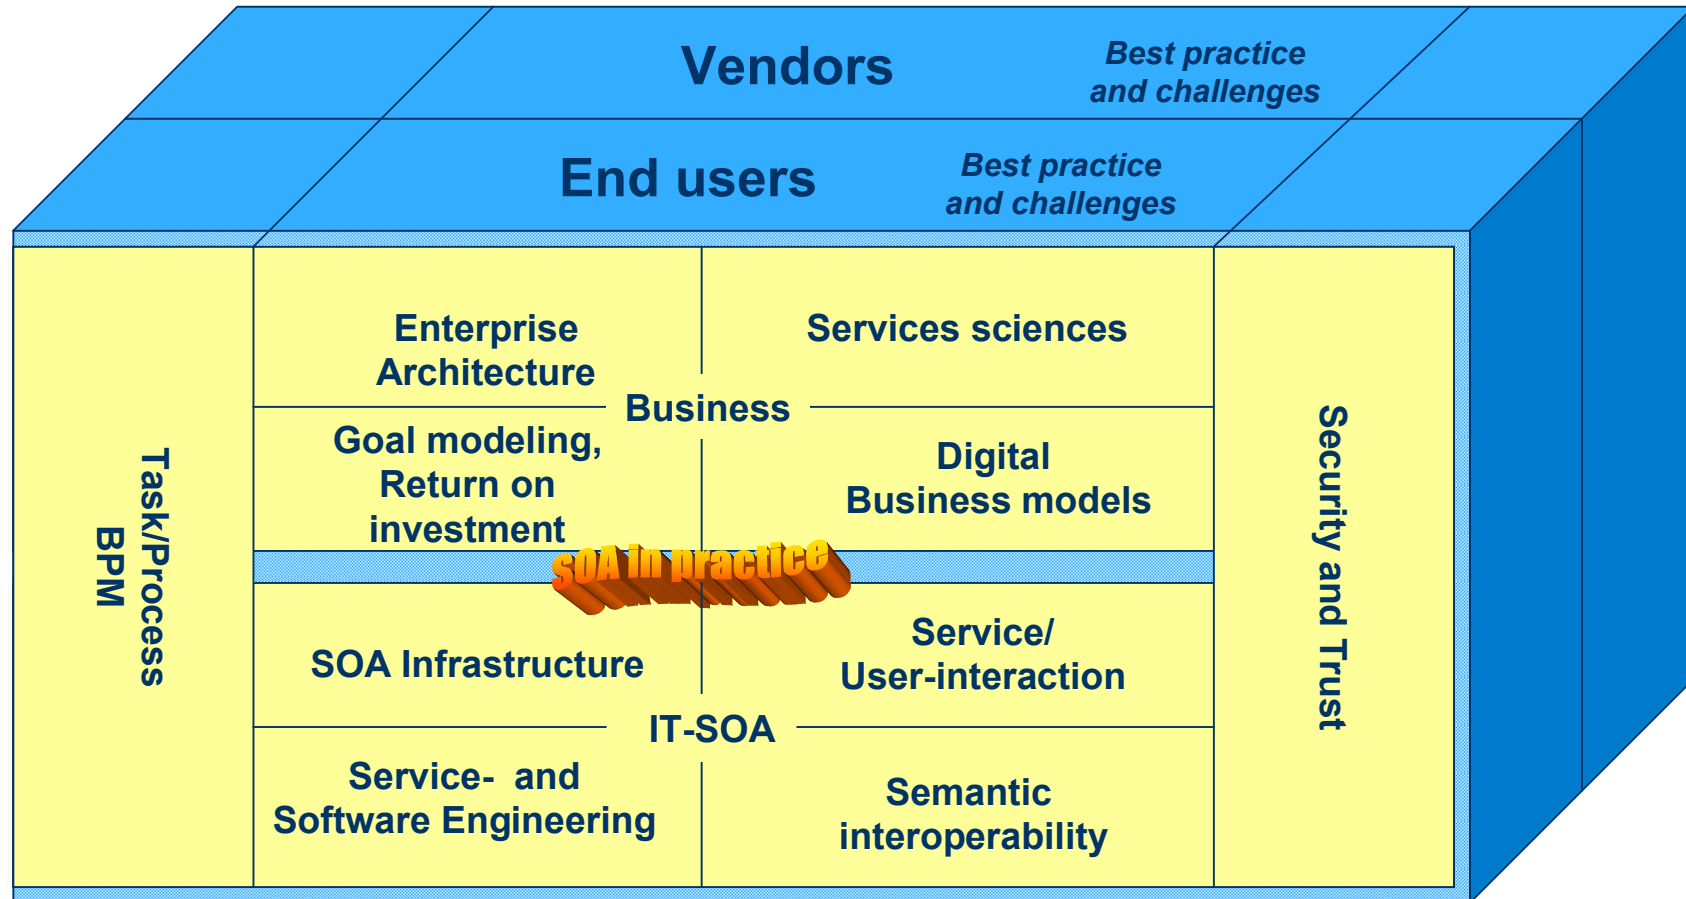 Vendors
Best practice
and challenges
End users
Best practice
and challenges
Task/Process
BPM
Enterprise
Architecture
Services sciences
Business
Goal modeling,
Return on
investment
Digital
Business models
SOA in practice
SOA Infrastructure
Service/
User-interaction
IT-SOA
Service- and
Software Engineering
Semantic
interoperability
Security and Trust